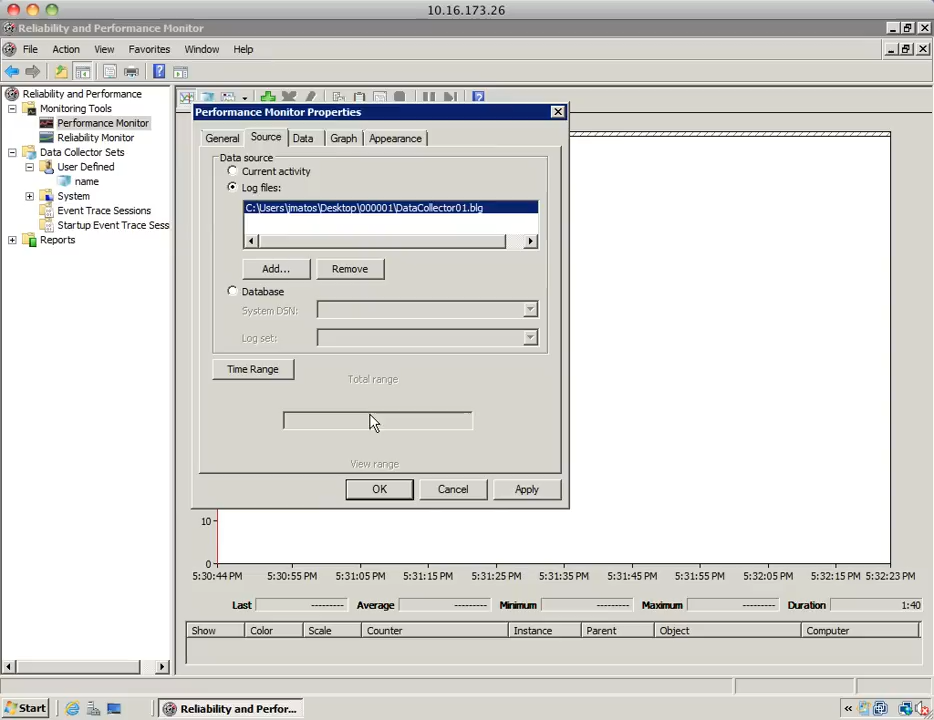 10.16.173.26
Reliability and Performance Monitor
File Action View Favorites Window Help
Reliability and Performance
Monitoring Tools
Performance Monitor
Reliability Monitor
Data Collector Sets
User Defined
name
System
Event Trace Sessions
Startup Event Trace Sess
Reports
Performance Monitor Properties
General Source Data Graph Appearance
Data source
Current activity
Log files:
C:\Users\jmatos\Desktop\000001\DataCollector01.blg
Add... Remove
Database
System DSN:
Log set:
Time Range
Total range
View range
OK Cancel Apply
10
0
5:30:44 PM 5:30:55 PM 5:31:05 PM 5:31:15 PM 5:31:25 PM 5:31:35 PM 5:31:45 PM 5:31:55 PM 5:32:05 PM 5:32:15 PM 5:32:23 PM
Last --------- Average --------- Minimum --------- Maximum --------- Duration 1:40
Show Color Scale Counter Instance Parent Object Computer
Start Reliability and Perfor... «